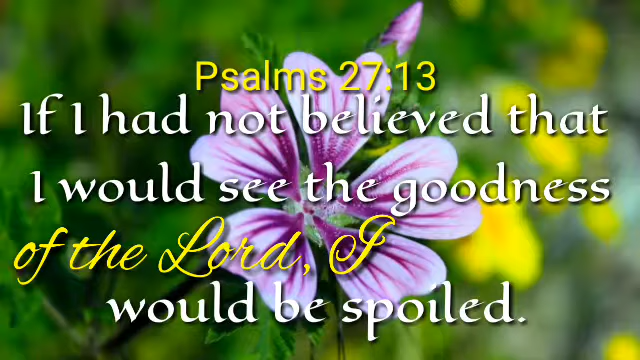 Psalms 27:13
If I had not believed that
I would see the goodness
of the Lord, I
would be spoiled.